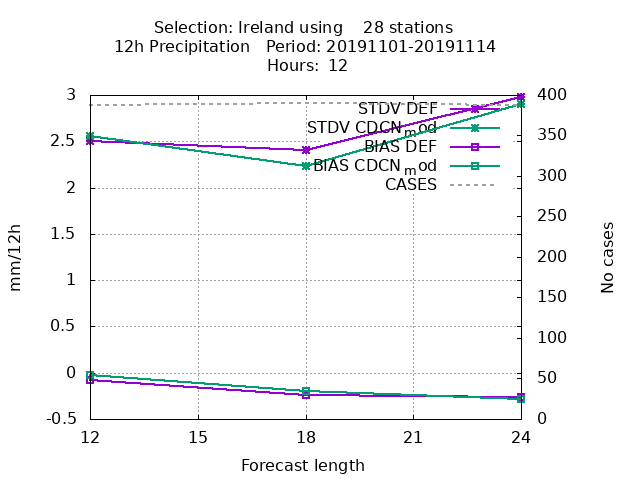 Selection: Ireland using 28 stations
12h Precipitation Period: 20191101-20191114
Hours: 12
3
2.5
2
1.5
1
0.5
0
-0.5
mm/12h
STDV DEF
STDV CDCNmod
BIAS DEF
BIAS CDCNmod
CASES
400
350
300
250
200
150
100
50
0
No cases
12 15 18 21 24
Forecast length